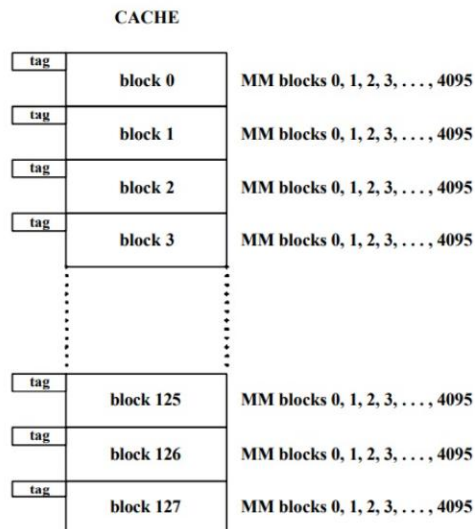 CACHE
tag
block 0 MM blocks 0, 1, 2, 3, . . . , 4095
tag
block 1 MM blocks 0, 1, 2, 3, . . . , 4095
tag
block 2 MM blocks 0, 1, 2, 3, . . . , 4095
tag
block 3 MM blocks 0, 1, 2, 3, . . . , 4095
tag
block 125 MM blocks 0, 1, 2, 3, . . . , 4095
tag
block 126 MM blocks 0, 1, 2, 3, . . . , 4095
tag
block 127 MM blocks 0, 1, 2, 3, . . . , 4095